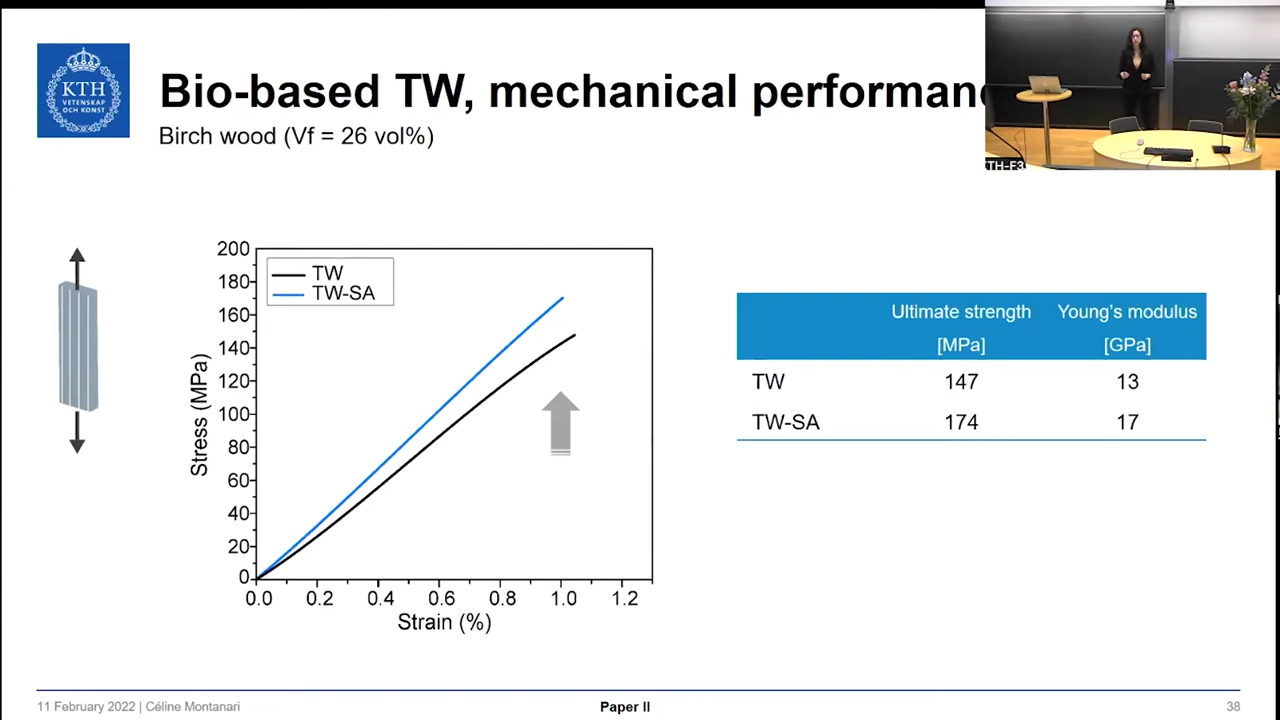 KTH
VETENSKAP
OCH KONST
Bio-based TW, mechanical performanc
Birch wood (Vf = 26 vol%)
KTH-F3
200
180
160
140
120
100
80
60
40
20
0
Stress (MPa)
TW
TW-SA
0.0 0.2 0.4 0.6 0.8 1.0 1.2
Strain (%)
Ultimate strength Young's modulus
[MPa] [GPa]
TW 147 13
TW-SA 174 17
11 February 2022 | Céline Montanari
Paper II
38